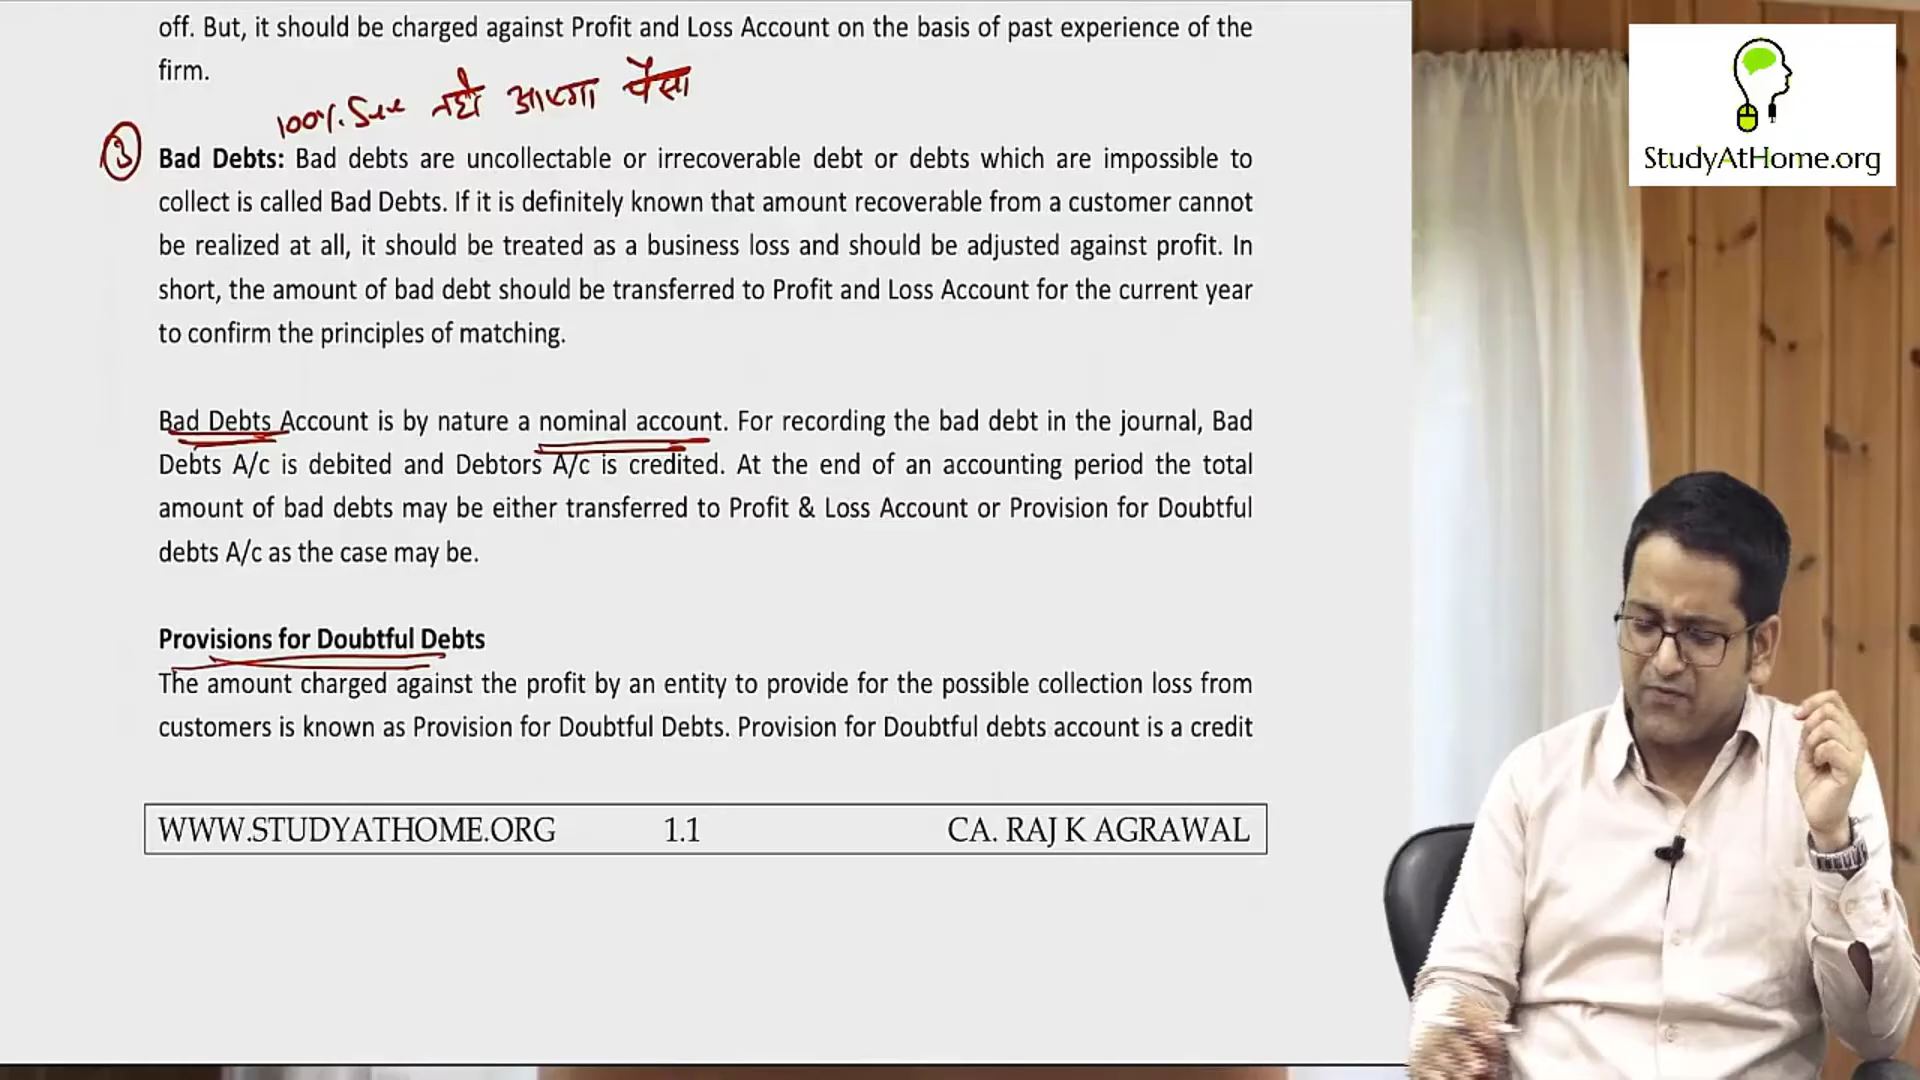 off. But, it should be charged against Profit and Loss Account on the basis of past experience of the
firm.
100%. Sure नही आएगा पैसा
3
Bad Debts: Bad debts are uncollectable or irrecoverable debt or debts which are impossible to
collect is called Bad Debts. If it is definitely known that amount recoverable from a customer cannot
be realized at all, it should be treated as a business loss and should be adjusted against profit. In
short, the amount of bad debt should be transferred to Profit and Loss Account for the current year
to confirm the principles of matching.
Bad Debts Account is by nature a nominal account. For recording the bad debt in the journal, Bad
Debts A/c is debited and Debtors A/c is credited. At the end of an accounting period the total
amount of bad debts may be either transferred to Profit & Loss Account or Provision for Doubtful
debts A/c as the case may be.
Provisions for Doubtful Debts
The amount charged against the profit by an entity to provide for the possible collection loss from
customers is known as Provision for Doubtful Debts. Provision for Doubtful debts account is a credit
WWW.STUDYATHOME.ORG 1.1 CA. RAJ K AGRAWAL
StudyAtHome.org